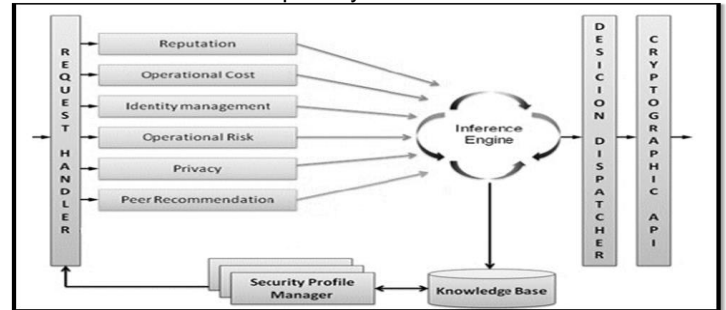 REQUEST HANDLER
Reputation
Operational Cost
Identity management
Operational Risk
Privacy
Peer Recommendation
Inference
Engine
DESICION DISPATCHER
CRYPTOGRAPHIC API
Security Profile
Manager
Knowledge Base